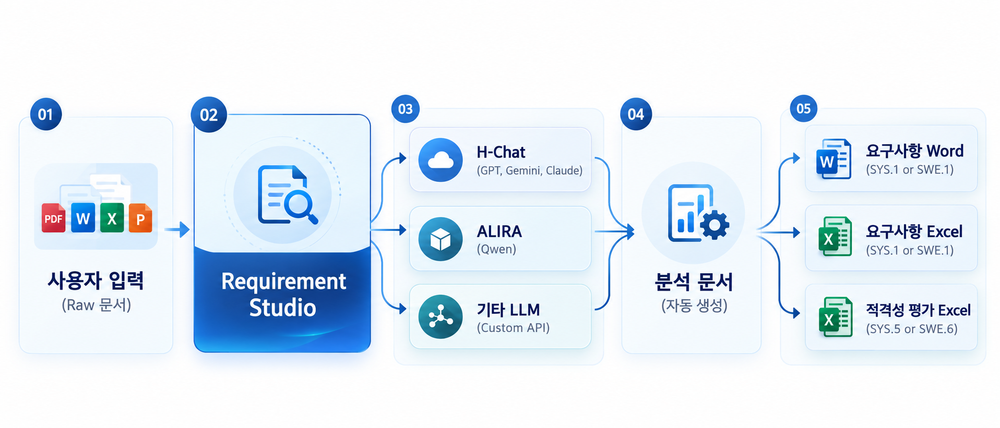 01
PDF
W
X
P
사용자 입력
(Raw 문서)
02
Requirement
Studio
03
H-Chat
(GPT, Gemini, Claude)
ALIRA
(Qwen)
기타 LLM
(Custom API)
04
분석 문서
(자동 생성)
05
W
요구사항 Word
(SYS.1 or SWE.1)
X
요구사항 Excel
(SYS.1 or SWE.1)
X
적격성 평가 Excel
(SYS.5 or SWE.6)